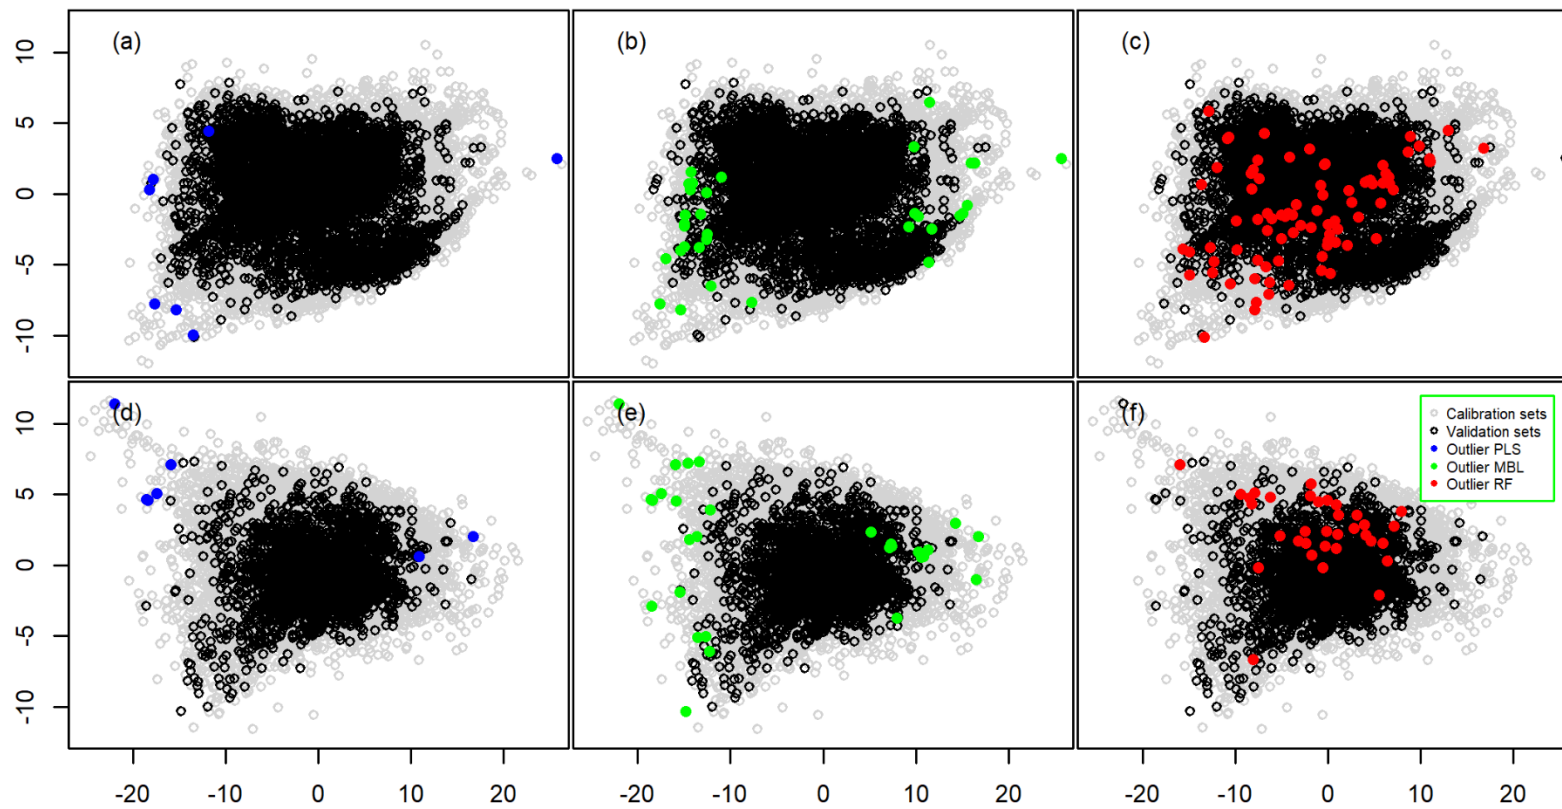 (a)
(b)
(c)
10
5
0
-5
-10
(d)
(e)
(f)
Calibration sets
Validation sets
Outlier PLS
Outlier MBL
Outlier RF
10
5
0
-5
-10
-20 -10 0 10 20
-20 -10 0 10 20
-20 -10 0 10 20